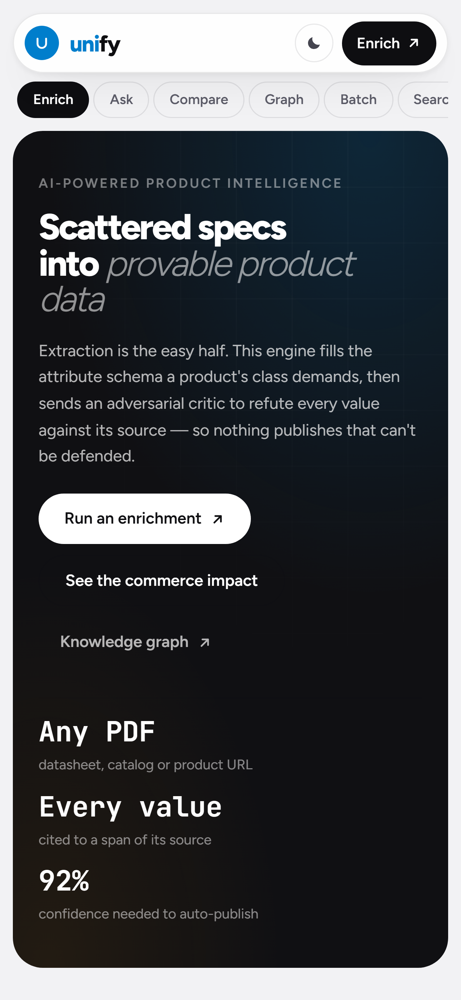 U unify
Enrich ↗
Enrich Ask Compare Graph Batch Searc
AI-POWERED PRODUCT INTELLIGENCE
Scattered specs
into provable product
data
Extraction is the easy half. This engine fills the
attribute schema a product's class demands, then
sends an adversarial critic to refute every value
against its source — so nothing publishes that can't
be defended.
Run an enrichment ↗
See the commerce impact
Knowledge graph ↗
Any PDF
datasheet, catalog or product URL
Every value
cited to a span of its source
92%
confidence needed to auto-publish